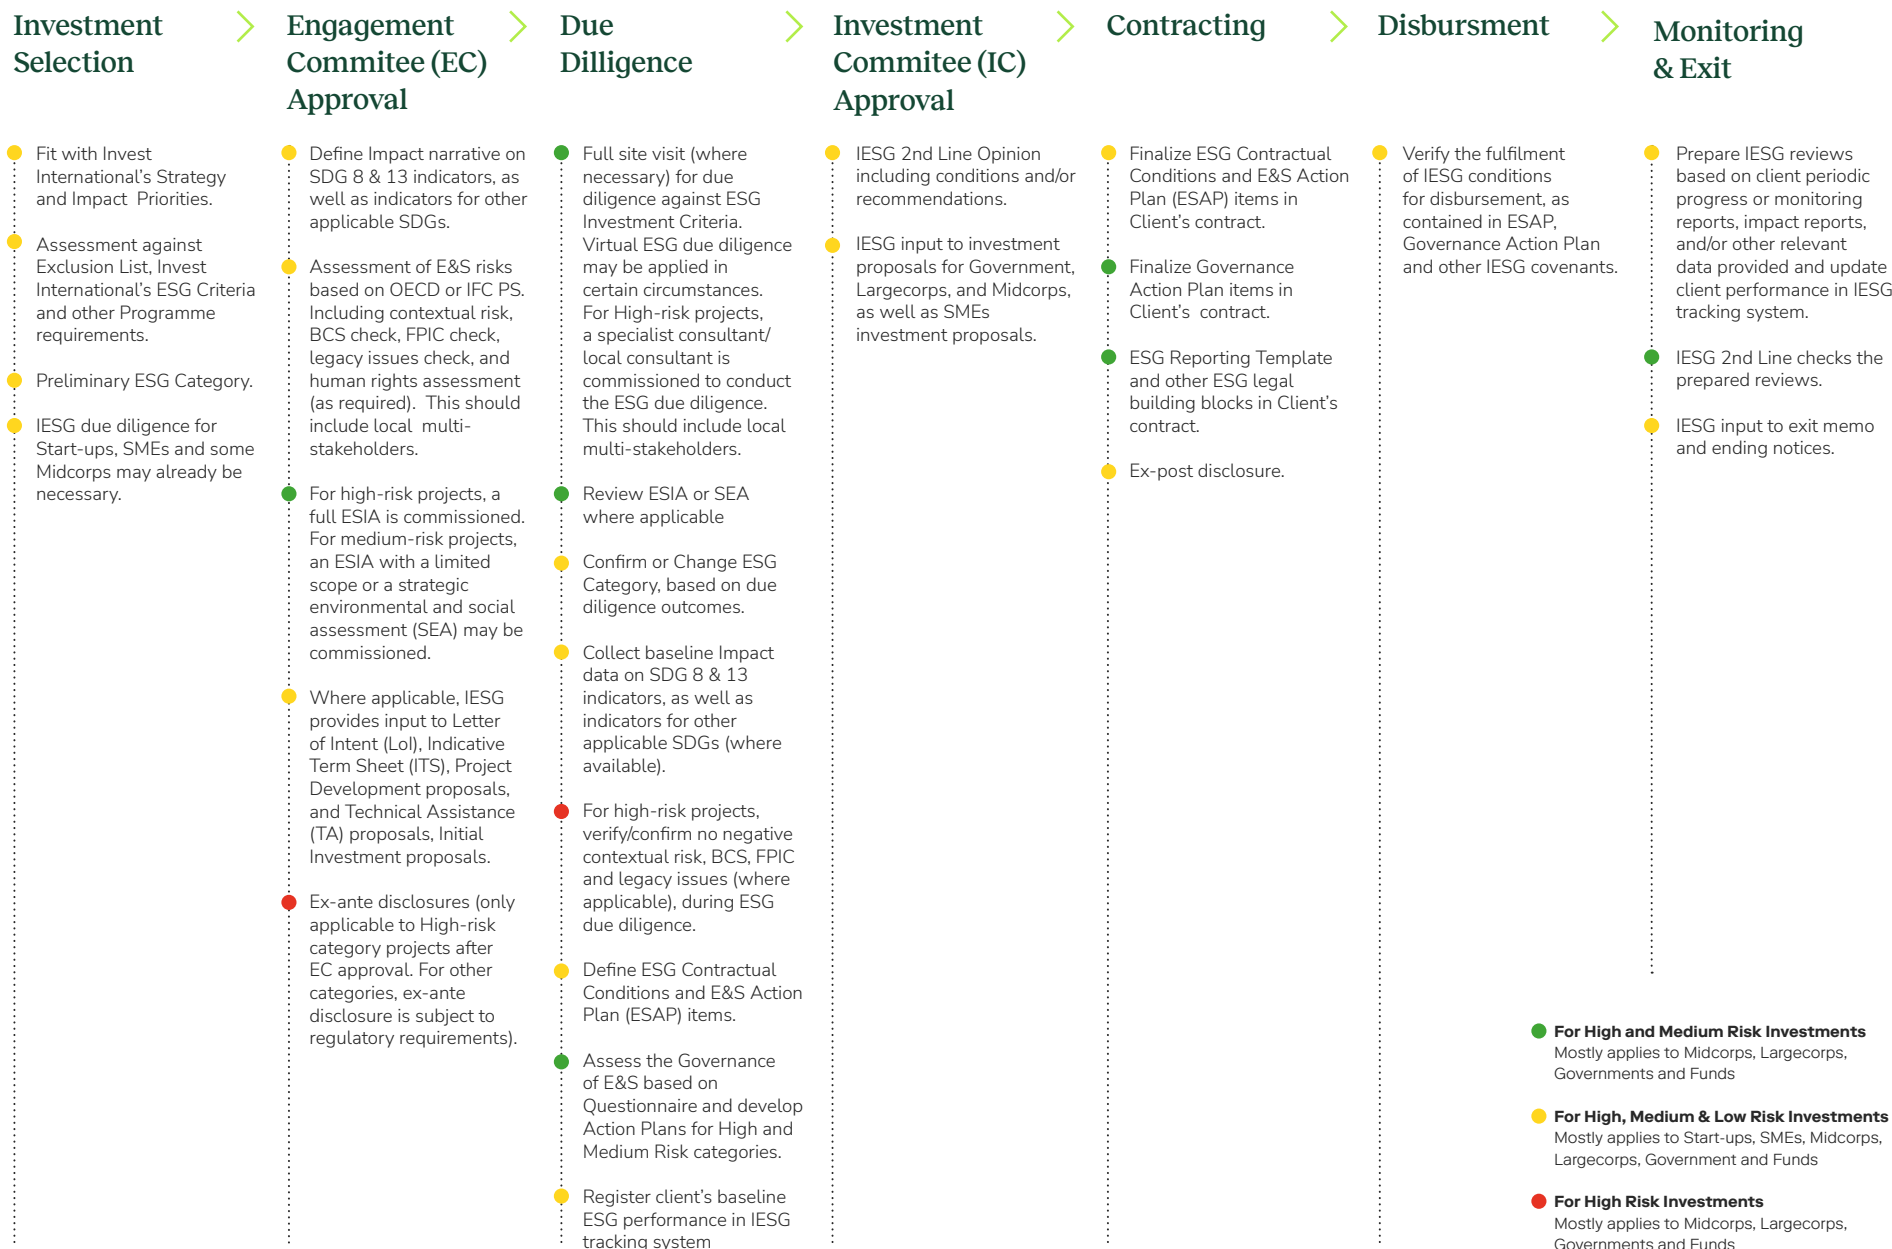 Investment
Selection
Fit with Invest
International's Strategy
and Impact Priorities.
Assessment against
Exclusion List, Invest
International's ESG Criteria
and other Programme
requirements.
Preliminary ESG Category.
IESG due diligence for
Start-ups, SMEs and some
Midcorps may already be
necessary.
Engagement
Commitee (EC)
Approval
Define Impact narrative on
SDG 8 & 13 indicators, as
well as indicators for other
applicable SDGs.
Assessment of E&S risks
based on OECD or IFC PS.
Including contextual risk,
BCS check, FPIC check,
legacy issues check, and
human rights assessment
(as required). This should
include local multi-
stakeholders.
For high-risk projects, a
full ESIA is commissioned.
For medium-risk projects,
an ESIA with a limited
scope or a strategic
environmental and social
assessment (SEA) may be
commissioned.
Where applicable, IESG
provides input to Letter
of Intent (LoI), Indicative
Term Sheet (ITS), Project
Development proposals,
and Technical Assistance
(TA) proposals, Initial
Investment proposals.
Ex-ante disclosures (only
applicable to High-risk
category projects after
EC approval. For other
categories, ex-ante
disclosure is subject to
regulatory requirements).
Due
Dilligence
Full site visit (where
necessary) for due
diligence against ESG
Investment Criteria.
Virtual ESG due diligence
may be applied in
certain circumstances.
For High-risk projects,
a specialist consultant/
local consultant is
commissioned to conduct
the ESG due diligence.
This should include local
multi-stakeholders.
Review ESIA or SEA
where applicable
Confirm or Change ESG
Category, based on due
diligence outcomes.
Collect baseline Impact
data on SDG 8 & 13
indicators, as well as
indicators for other
applicable SDGs (where
available).
For high-risk projects,
verify/confirm no negative
contextual risk, BCS, FPIC
and legacy issues (where
applicable), during ESG
due diligence.
Define ESG Contractual
Conditions and E&S Action
Plan (ESAP) items.
Assess the Governance
of E&S based on
Questionnaire and develop
Action Plans for High and
Medium Risk categories.
Register client's baseline
ESG performance in IESG
tracking system
Investment
Commitee (IC)
Approval
IESG 2nd Line Opinion
including conditions and/or
recommendations.
IESG input to investment
proposals for Government,
Largecorps, and Midcorps,
as well as SMEs
investment proposals.
Contracting
Finalize ESG Contractual
Conditions and E&S Action
Plan (ESAP) items in
Client's contract.
Finalize Governance
Action Plan items in
Client's contract.
ESG Reporting Template
and other ESG legal
building blocks in Client's
contract.
Ex-post disclosure.
Disbursment
Verify the fulfilment
of IESG conditions
for disbursement, as
contained in ESAP,
Governance Action Plan
and other IESG covenants.
Monitoring
& Exit
Prepare IESG reviews
based on client periodic
progress or monitoring
reports, impact reports,
and/or other relevant
data provided and update
client performance in IESG
tracking system.
IESG 2nd Line checks the
prepared reviews.
IESG input to exit memo
and ending notices.
For High and Medium Risk Investments
Mostly applies to Midcorps, Largecorps,
Governments and Funds
For High, Medium & Low Risk Investments
Mostly applies to Start-ups, SMEs, Midcorps,
Largecorps, Government and Funds
For High Risk Investments
Mostly applies to Midcorps, Largecorps,
Governments and Funds